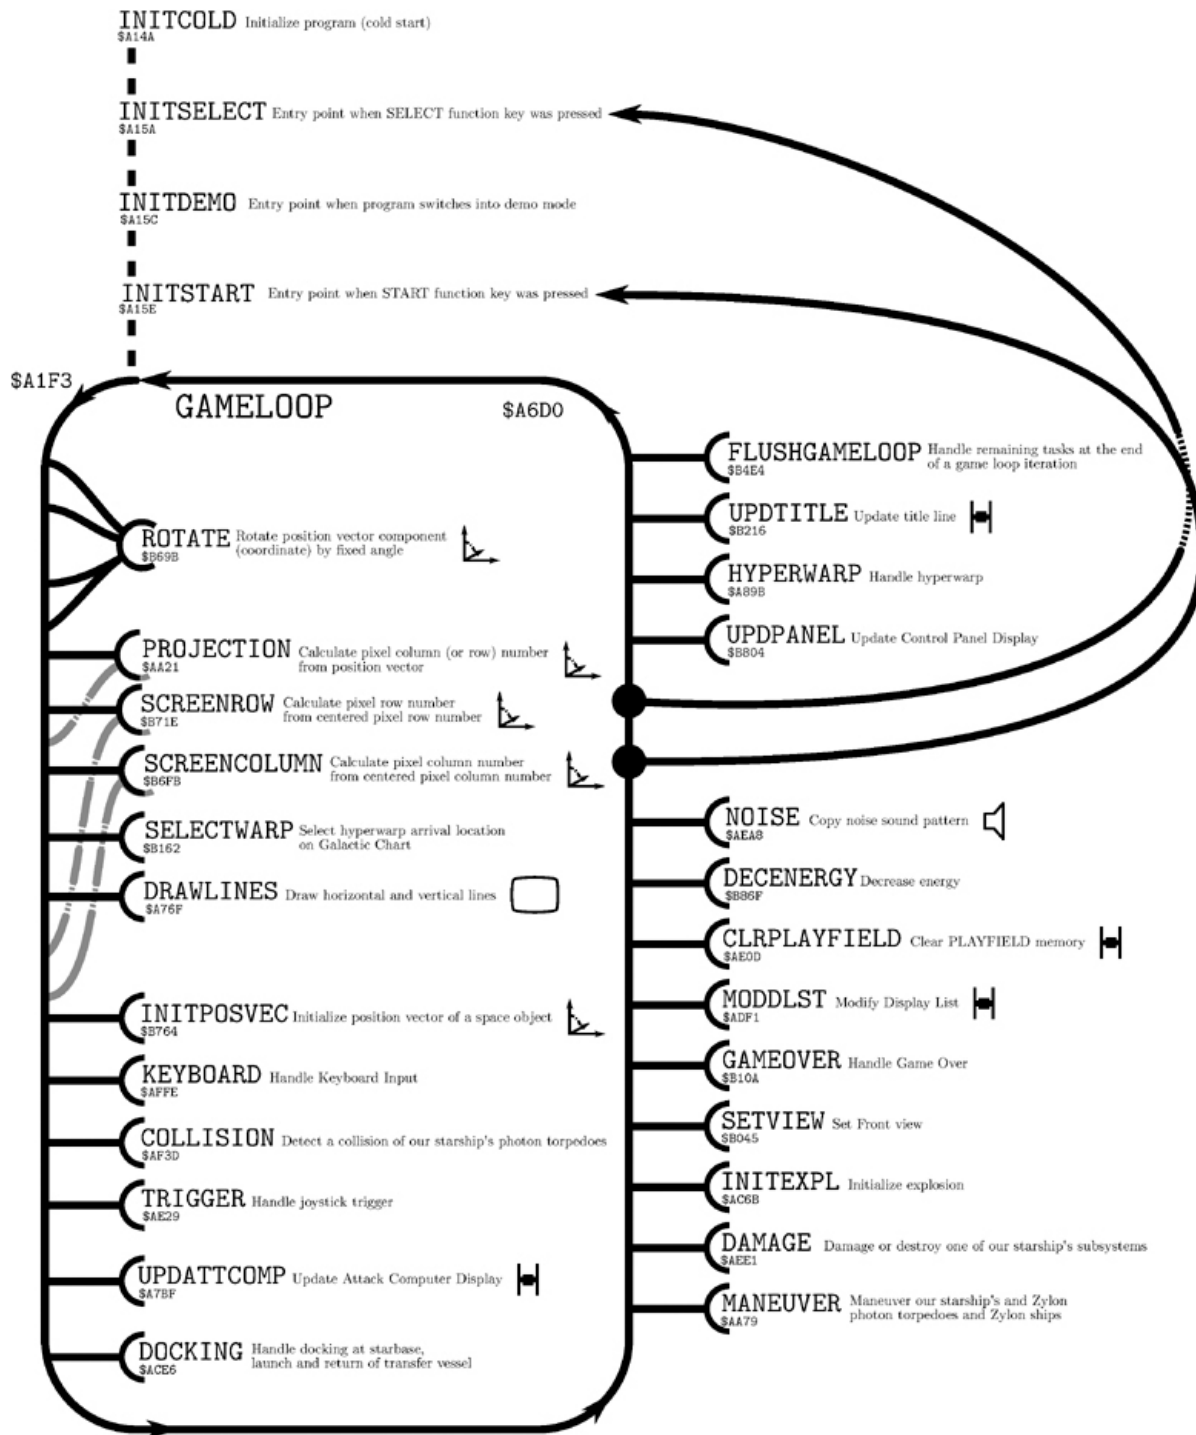 INITCOLD Initialize program (cold start)
$A14A
INITSELECT Entry point when SELECT function key was pressed
$A15A
INITDEMO Entry point when program switches into demo mode
$A15C
INITSTART Entry point when START function key was pressed
$A15E
$A1F3
GAMELOOP
$A6D0
ROTATE Rotate position vector component
(coordinate) by fixed angle
$B69B
PROJECTION Calculate pixel column (or row) number
from position vector
$AA21
SCREENROW Calculate pixel row number
from centered pixel row number
$B71E
SCREENCOLUMN Calculate pixel column number
from centered pixel column number
$B6FB
SELECTWARP Select hyperwarp arrival location
on Galactic Chart
$B162
DRAWLINES Draw horizontal and vertical lines
$A76F
INITPOSVEC Initialize position vector of a space object
$B764
KEYBOARD Handle Keyboard Input
$AFFE
COLLISION Detect a collision of our starship's photon torpedoes
$AF3D
TRIGGER Handle joystick trigger
$AE29
UPDATTCOMP Update Attack Computer Display
$A7BF
DOCKING Handle docking at starbase,
launch and return of transfer vessel
$ACE6
FLUSHGAMELOOP Handle remaining tasks at the end
of a game loop iteration
$B4E4
UPDTITLE Update title line
$B216
HYPERWARP Handle hyperwarp
$A89B
UPDPANEL Update Control Panel Display
$B804
NOISE Copy noise sound pattern
$AEA8
DECENERGY Decrease energy
$B86F
CLRPLAYFIELD Clear PLAYFIELD memory
$AE0D
MODDLST Modify Display List
$ADF1
GAMEOVER Handle Game Over
$B10A
SETVIEW Set Front view
$B045
INITEXPL Initialize explosion
$AC6B
DAMAGE Damage or destroy one of our starship's subsystems
$AEE1
MANEUVER Maneuver our starship's and Zylon
photon torpedoes and Zylon ships
$AA79